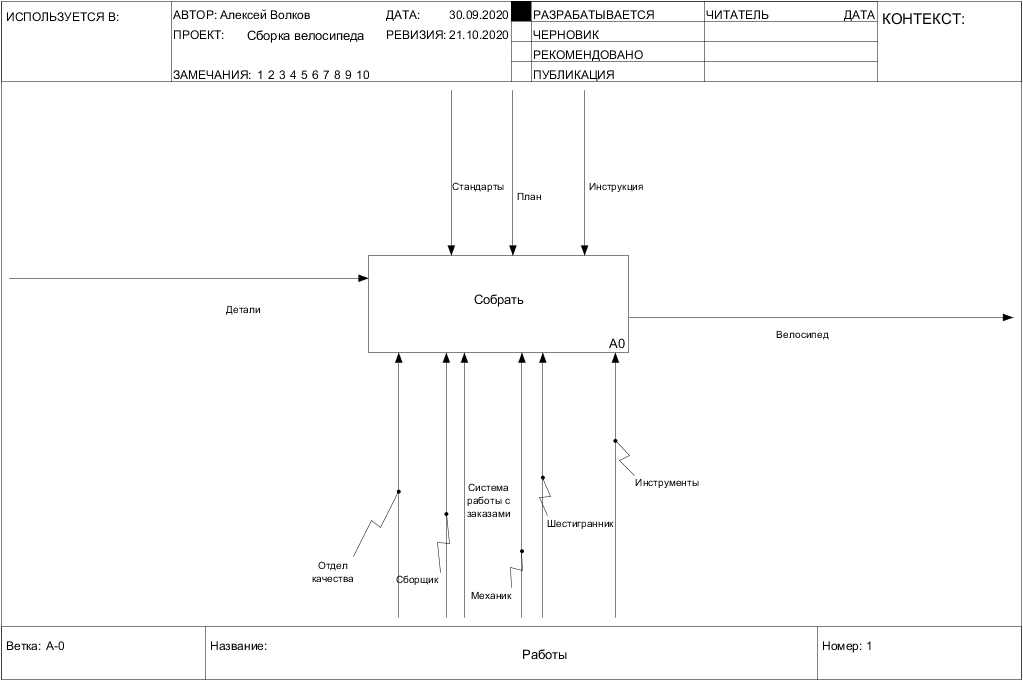 ИСПОЛЬЗУЕТСЯ В:
АВТОР: Алексей Волков
ДАТА: 30.09.2020
ПРОЕКТ: Сборка велосипеда
РЕВИЗИЯ: 21.10.2020
ЗАМЕЧАНИЯ: 1 2 3 4 5 6 7 8 9 10
РАЗРАБАТЫВАЕТСЯ
ЧЕРНОВИК
РЕКОМЕНДОВАНО
ПУБЛИКАЦИЯ
ЧИТАТЕЛЬ
ДАТА
КОНТЕКСТ:
Стандарты
План
Инструкция
Детали
Собрать
A0
Велосипед
Отдел
качества
Сборщик
Система
работы с
заказами
Механик
Шестигранник
Инструменты
Ветка: A-0
Название:
Работы
Номер: 1